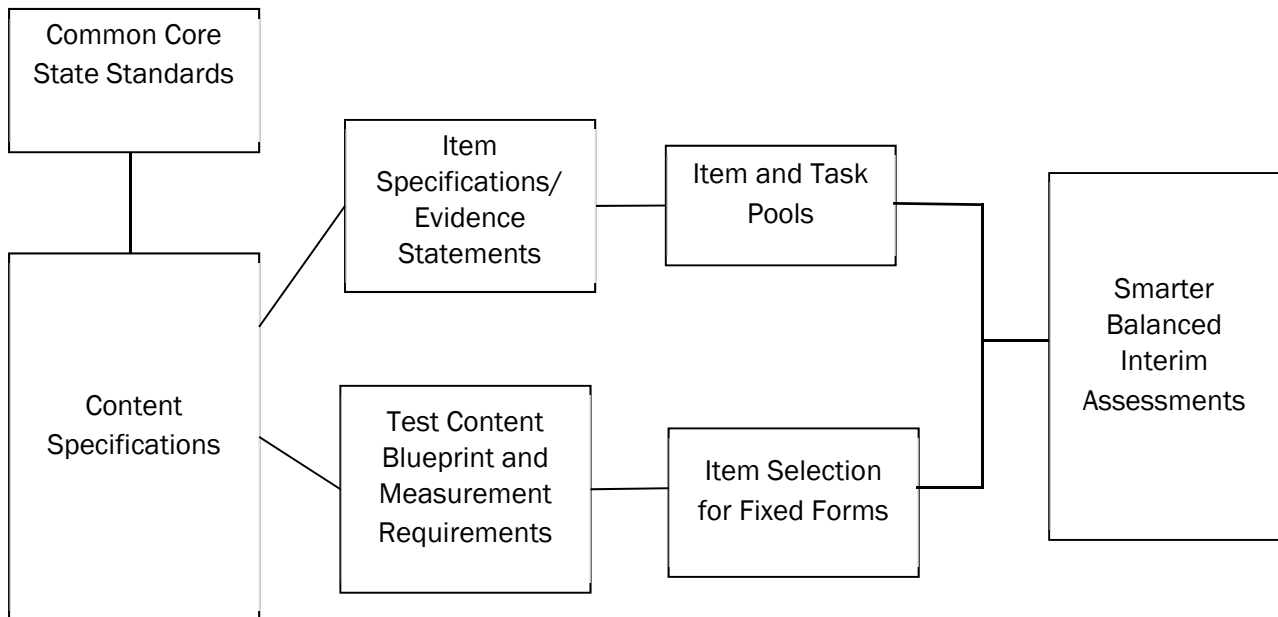 Common Core
State Standards
Content
Specifications
Item
Specifications/
Evidence
Statements
Item and Task
Pools
Test Content
Blueprint and
Measurement
Requirements
Item Selection
for Fixed Forms
Smarter
Balanced
Interim
Assessments